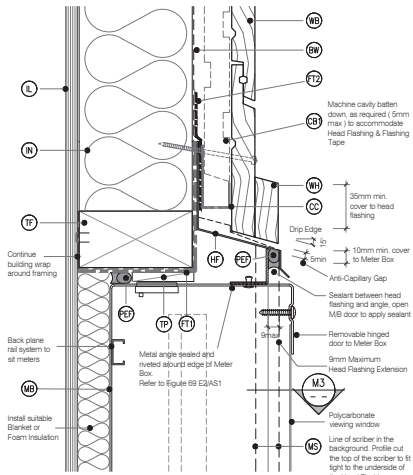 WB
BW
FT2
IL
Machine cavity batten
down, as required ( 5mm
max ) to accommodate
Head Flashing & Flashing
Tape
CB1
IN
WH
35mm min.
cover to head
flashing
CC
TF
Drip Edge
15°
HF
PEF
5min
10mm min. cover
to Meter Box
Continue
building wrap
around framing
Anti-Capillary Gap
PEF
TP
FT1
Sealant between head
flashing and angle, open
M/B door to apply sealant
9max
Removable hinged
door to Meter Box
Back plane
rail system to
sit meters
Metal angle sealed and
riveted around edge of Meter
Box.
Refer to Figure 69 E2/AS1
9mm Maximum
Head Flashing Extension
MB
M3
Install suitable
Blanket or
Foam Insulation
Polycarbonate
viewing window
MS
Line of scriber in the
background. Profile cut
the top of the scriber to fit
tight to the underside of